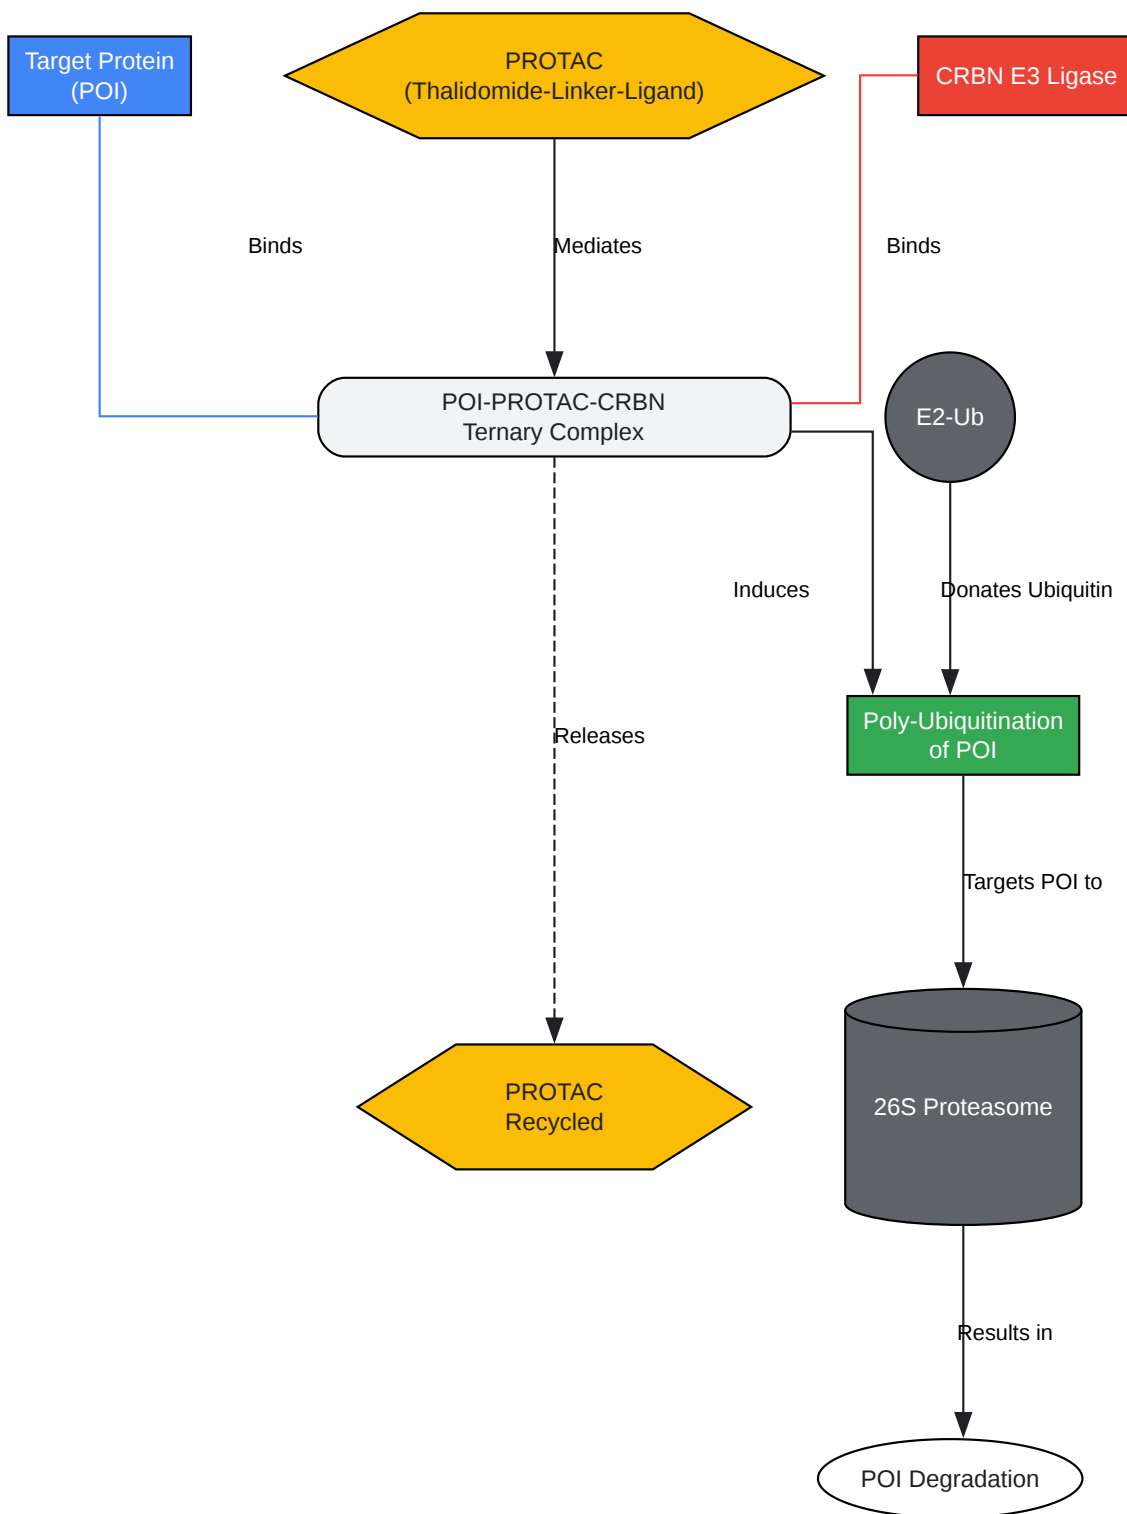 Target Protein
(POI)
PROTAC
(Thalidomide-Linker-Ligand)
CRBN E3 Ligase
Binds
Mediates
Binds
POI-PROTAC-CRBN
Ternary Complex
E2-Ub
Induces
Donates Ubiquitin
Releases
Poly-Ubiquitination
of POI
Targets POI to
PROTAC
Recycled
26S Proteasome
Results in
POI Degradation